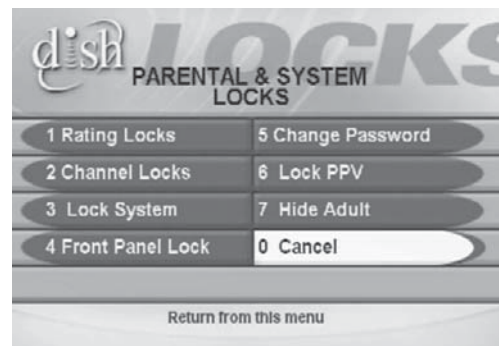 dish LOCKS
PARENTAL & SYSTEM
LOCKS
1 Rating Locks
5 Change Password
2 Channel Locks
6 Lock PPV
3 Lock System
7 Hide Adult
4 Front Panel Lock
0 Cancel
Return from this menu